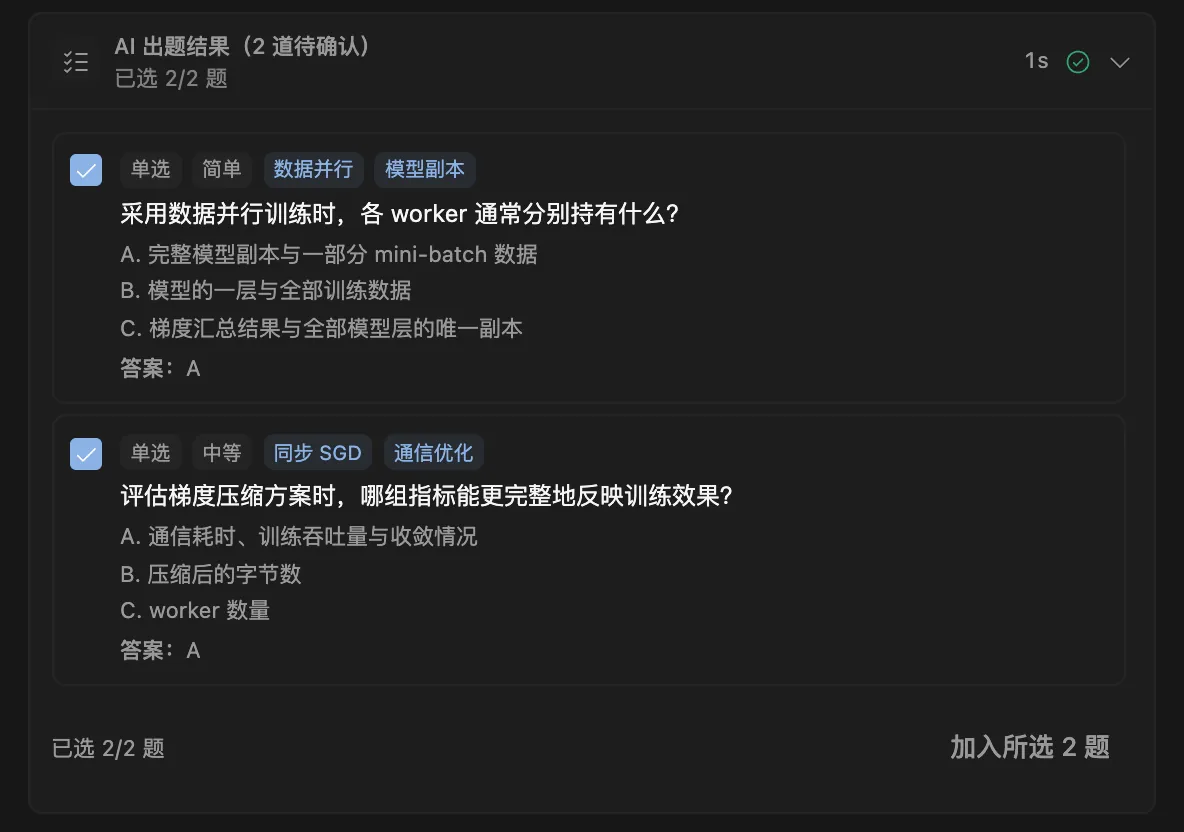 AI 出题结果（2 道待确认）
已选 2/2 题
1s
单选 简单 数据并行 模型副本
采用数据并行训练时，各 worker 通常分别持有什么？
A. 完整模型副本与一部分 mini-batch 数据
B. 模型的一层与全部训练数据
C. 梯度汇总结果与全部模型层的唯一副本
答案：A
单选 中等 同步 SGD 通信优化
评估梯度压缩方案时，哪组指标能更完整地反映训练效果？
A. 通信耗时、训练吞吐量与收敛情况
B. 压缩后的字节数
C. worker 数量
答案：A
已选 2/2 题
加入所选 2 题